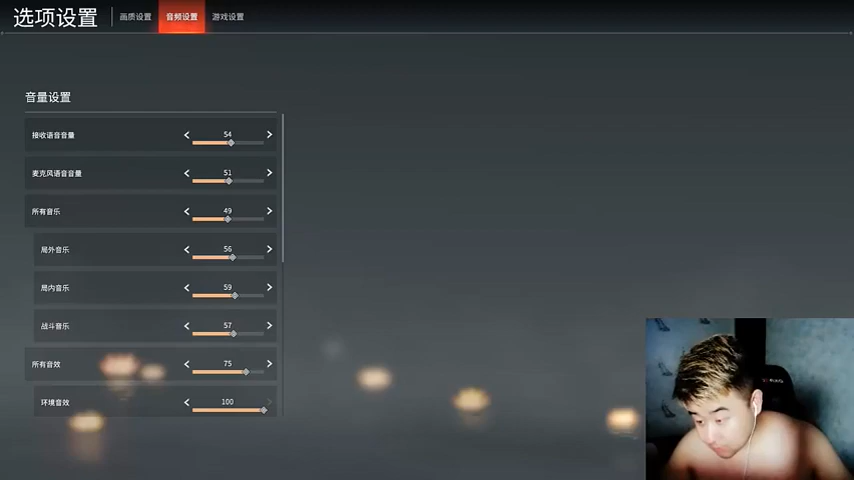 选项设置
画质设置
音频设置
游戏设置
音量设置
接收语音音量
54
麦克风语音音量
51
所有音乐
49
局外音乐
56
局内音乐
59
战斗音乐
57
所有音效
75
环境音效
100